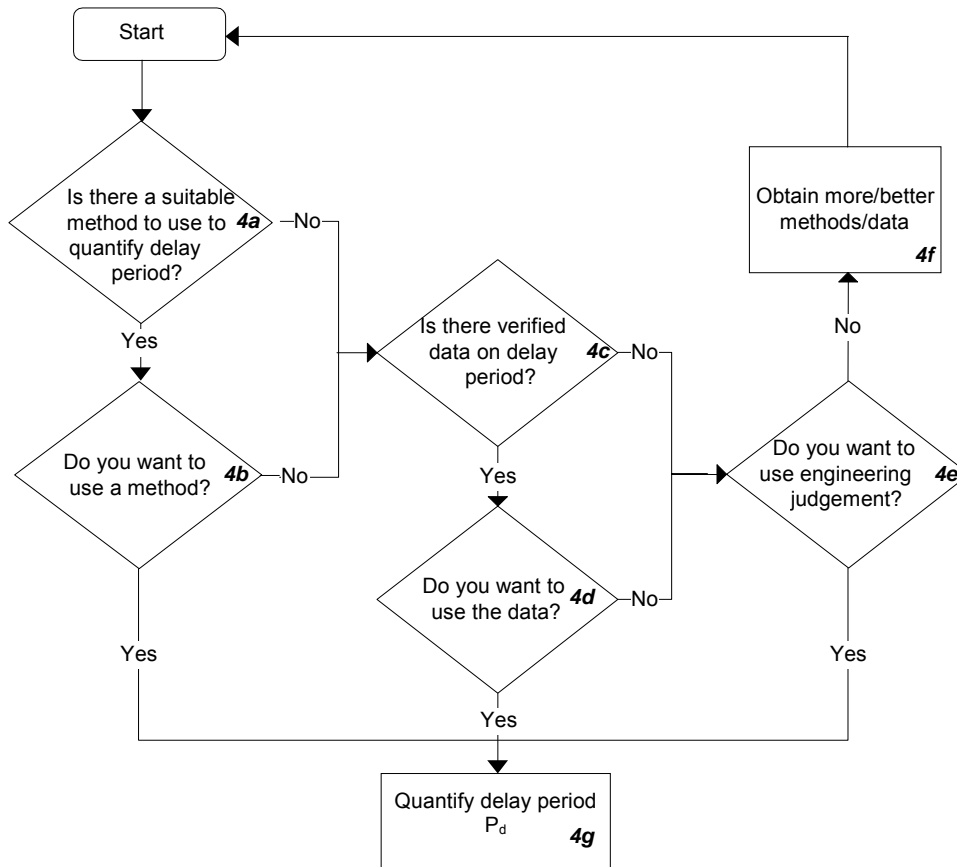 Start
Is there a suitable
method to use to
quantify delay
period?
4a
No
Yes
Do you want to
use a method?
4b
No
Yes
Is there verified
data on delay
period?
4c
No
Yes
Do you want to
use the data?
4d
No
Yes
Obtain more/better
methods/data
4f
No
Do you want to
use engineering
judgement?
4e
Yes
Quantify delay period
Pd
4g